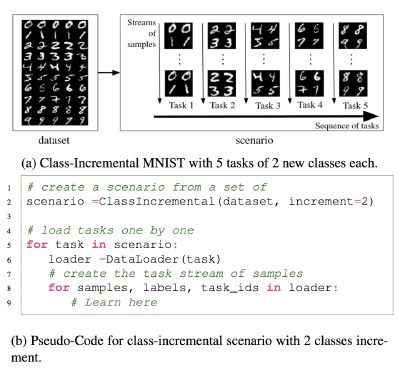 Streams
of
samples
Task 1 Task 2 Task 3 Task 4 Task 5
Sequence of tasks
dataset
scenario
(a) Class-Incremental MNIST with 5 tasks of 2 new classes each.
1 # create a scenario from a set of
2 scenario =ClassIncremental(dataset, increment=2)
3
4 # load tasks one by one
5 for task in scenario:
6 loader =DataLoader(task)
7 # create the task stream of samples
8 for samples, labels, task_ids in loader:
9 # Learn here
(b) Pseudo-Code for class-incremental scenario with 2 classes incre-
ment.